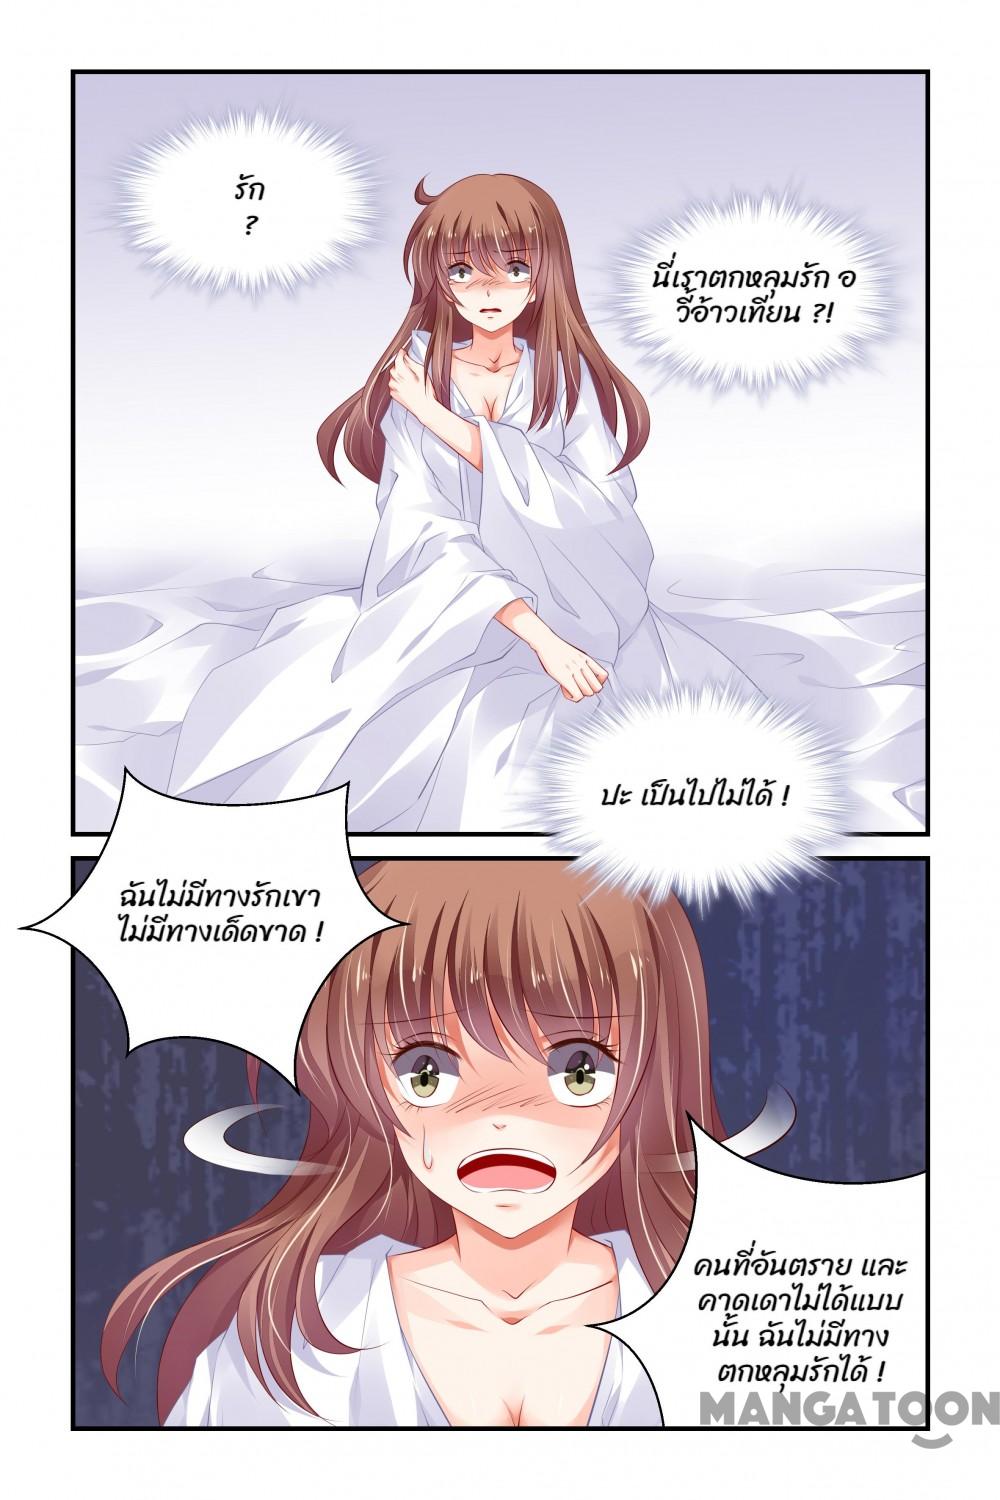 รัก
?
นี่เราตกหลุมรัก อ
วี้อ้าวเทียน ?!
ปะ เป็นไปไม่ได้ !
ฉันไม่มีทางรักเขา
ไม่มีทางเด็ดขาด !
คนที่อันตราย และ
คาดเดาไม่ได้แบบ
นั้น ฉันไม่มีทาง
ตกหลุมรักได้ !
MANGATOON